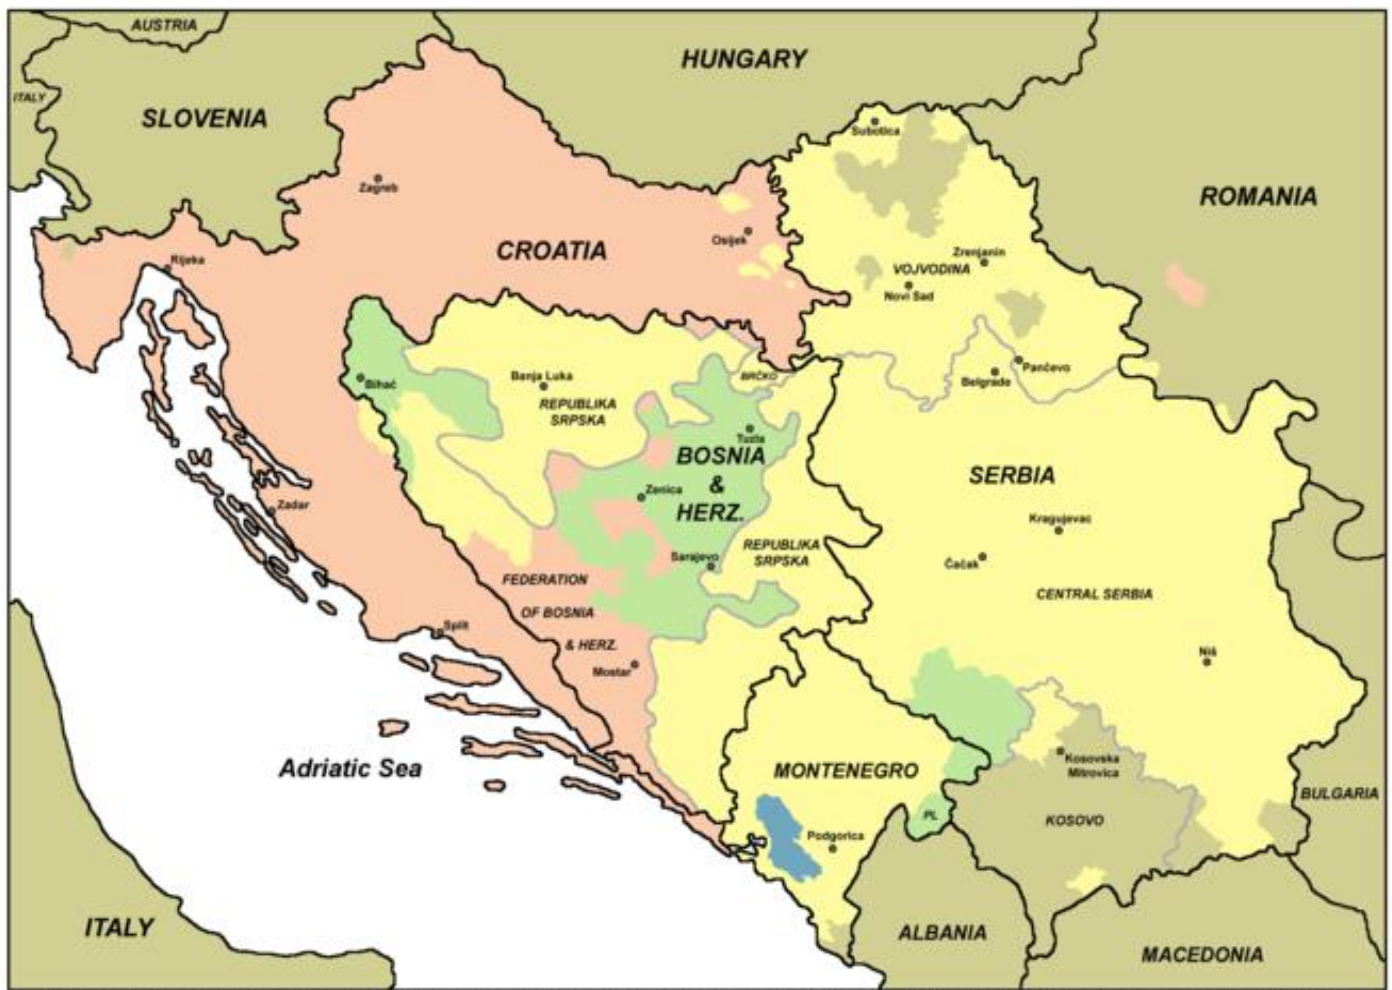 AUSTRIA
HUNGARY
ITALY
SLOVENIA
Subotica
ROMANIA
Zagreb
Osijek
CROATIA
Rijeka
Zrenjanin
VOJVODINA
Novi Sad
Bihać
Banja Luka
BRČKO
Pančevo
Belgrade
REPUBLIKA
SRPSKA
Tuzla
BOSNIA
&
HERZ.
SERBIA
Zenica
Zadar
Kragujevac
REPUBLIKA
SRPSKA
Sarajevo
Čačak
FEDERATION
OF BOSNIA
& HERZ.
CENTRAL SERBIA
Split
Mostar
Niš
Adriatic Sea
MONTENEGRO
Kosovska
Mitrovica
BULGARIA
PL
KOSOVO
Podgorica
ITALY
ALBANIA
MACEDONIA